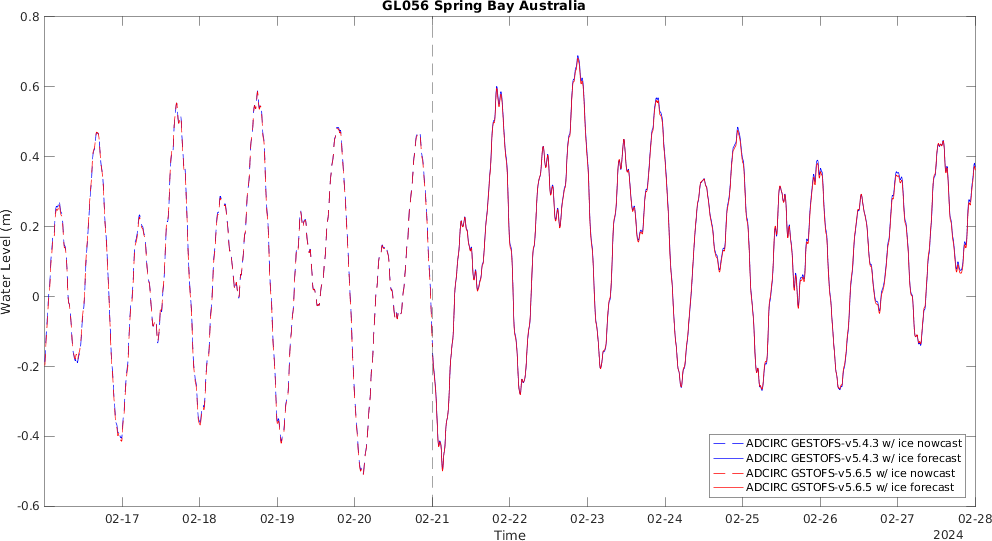 GL056 Spring Bay Australia
0.8
0.6
0.4
0.2
0
-0.2
-0.4
-0.6
Water Level (m)
ADCIRC GESTOFS-v5.4.3 w/ ice nowcast
ADCIRC GESTOFS-v5.4.3 w/ ice forecast
ADCIRC GSTOFS-v5.6.5 w/ ice nowcast
ADCIRC GSTOFS-v5.6.5 w/ ice forecast
02-17 02-18 02-19 02-20 02-21 02-22 02-23 02-24 02-25 02-26 02-27 02-28
Time 2024